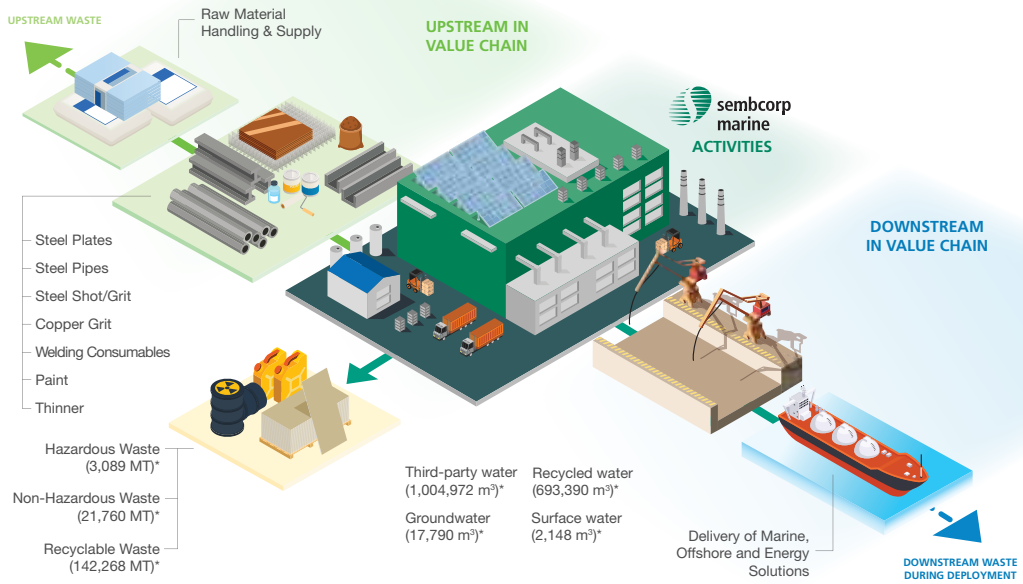 UPSTREAM WASTE
Raw Material
Handling & Supply
UPSTREAM IN
VALUE CHAIN
sembcorp
marine
ACTIVITIES
DOWNSTREAM
IN VALUE CHAIN
Steel Plates
Steel Pipes
Steel Shot/Grit
Copper Grit
Welding Consumables
Paint
Thinner
Hazardous Waste
(3,089 MT)*
Non-Hazardous Waste
(21,760 MT)*
Recyclable Waste
(142,268 MT)*
Third-party water
(1,004,972 m³)*
Recycled water
(693,390 m³)*
Groundwater
(17,790 m³)*
Surface water
(2,148 m³)*
Delivery of Marine,
Offshore and Energy
Solutions
DOWNSTREAM WASTE
DURING DEPLOYMENT